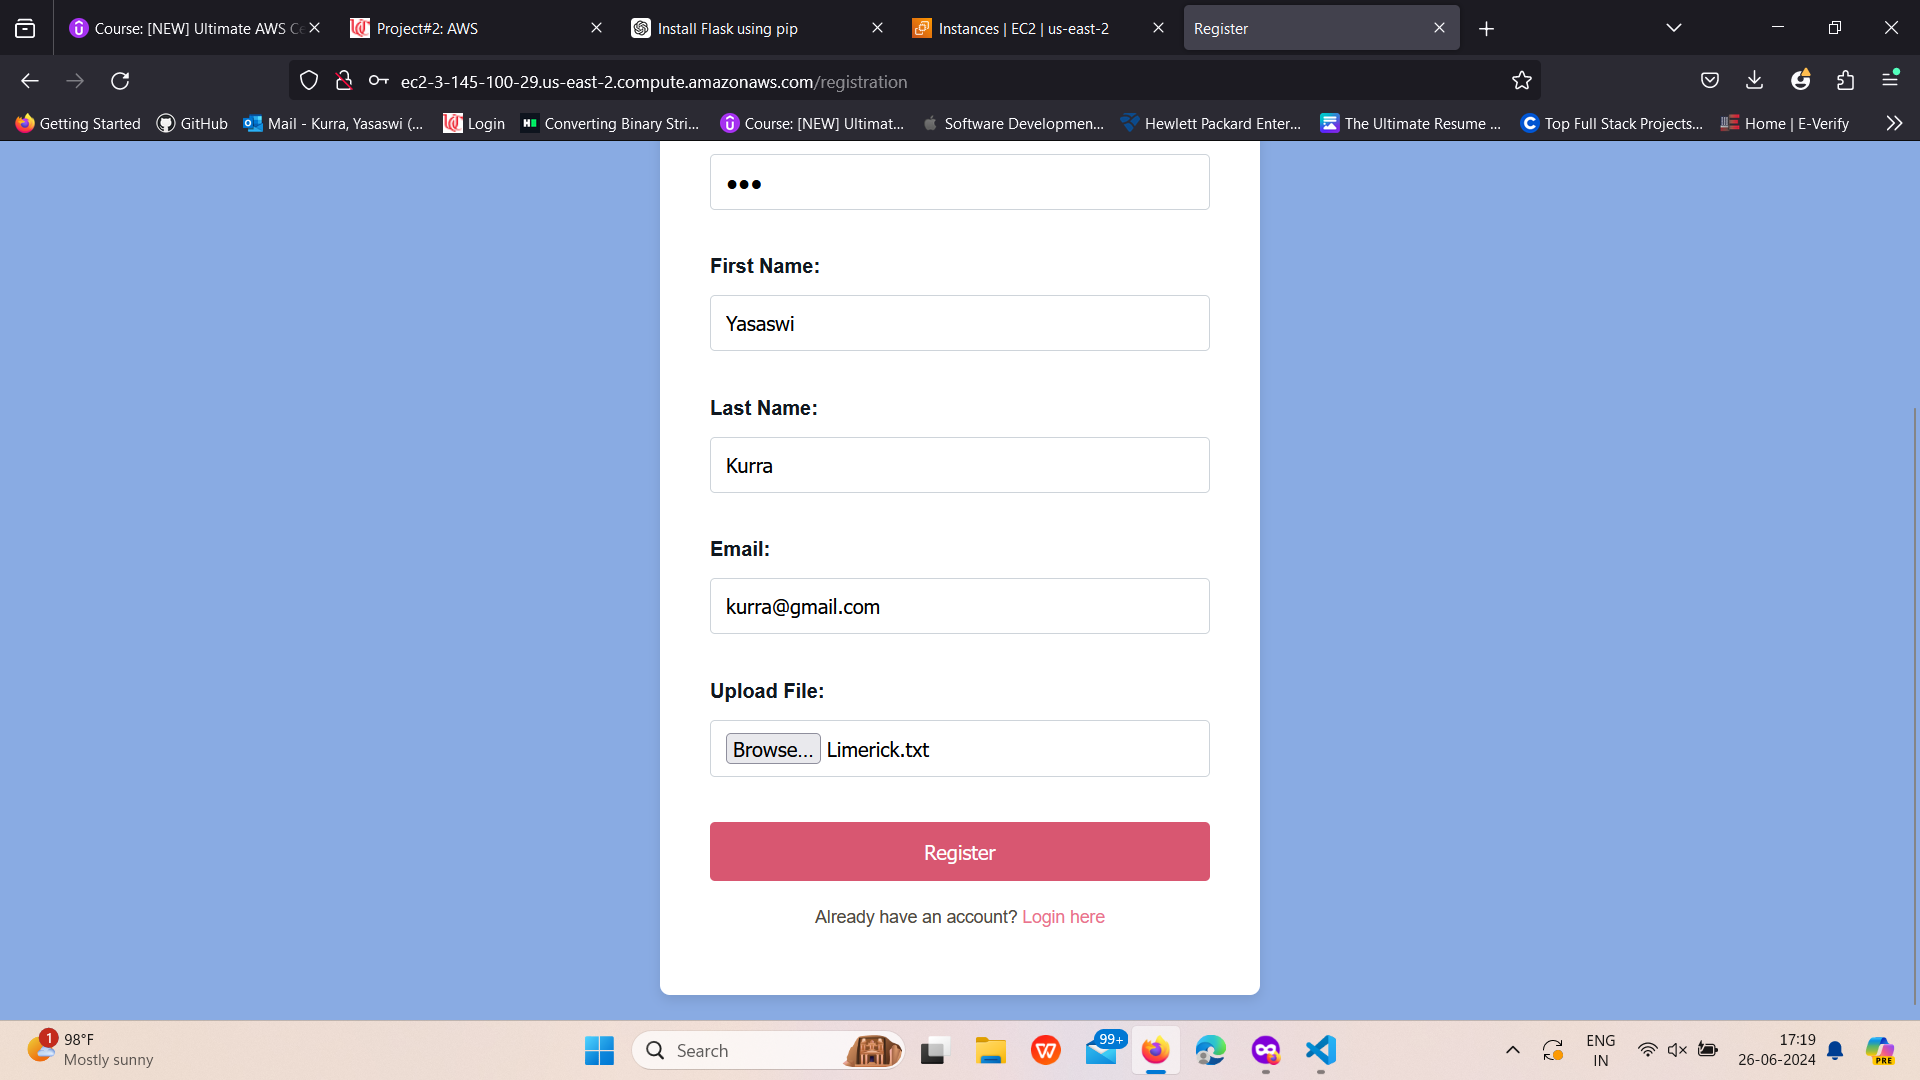 Course: [NEW] Ultimate AWS Ce
Project#2: AWS
Install Flask using pip
Instances | EC2 | us-east-2
Register
ec2-3-145-100-29.us-east-2.compute.amazonaws.com/registration
Getting Started
GitHub
Mail - Kurra, Yasaswi (...
Login
Converting Binary Stri...
Course: [NEW] Ultimat...
Software Developmen...
Hewlett Packard Enter...
The Ultimate Resume ...
Top Full Stack Projects...
Home | E-Verify
•••
First Name:
Yasaswi
Last Name:
Kurra
Email:
kurra@gmail.com
Upload File:
Browse... Limerick.txt
Register
Already have an account? Login here
1
98°F
Mostly sunny
Search
99+
ENG
IN
17:19
26-06-2024
PRE